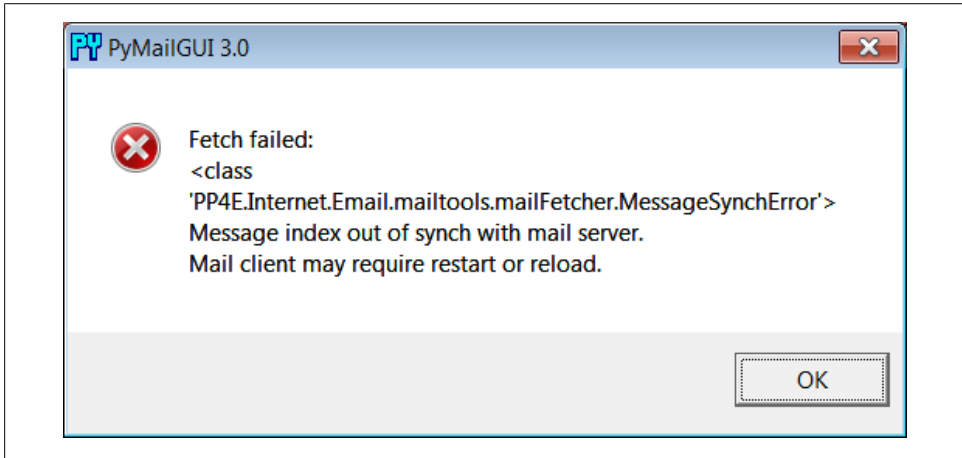 PY PyMailGUI 3.0
Fetch failed:
<class
'PP4E.Internet.Email.mailtools.mailFetcher.MessageSynchError'>
Message index out of synch with mail server.
Mail client may require restart or reload.
OK